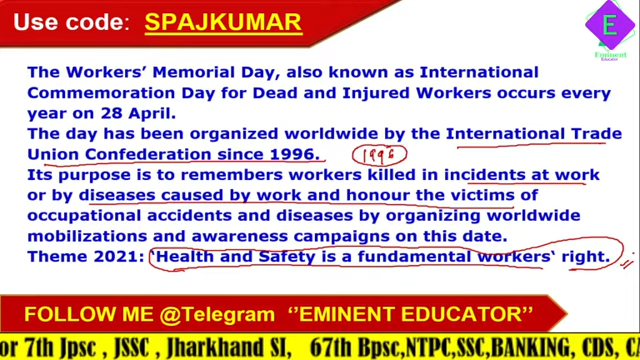 Use code: SPAJKUMAR
E
Eminent
Educator
The Workers' Memorial Day, also known as International
Commemoration Day for Dead and Injured Workers occurs every
year on 28 April.
The day has been organized worldwide by the International Trade
Union Confederation since 1996. 1996
Its purpose is to remembers workers killed in incidents at work
or by diseases caused by work and honour the victims of
occupational accidents and diseases by organizing worldwide
mobilizations and awareness campaigns on this date.
Theme 2021: 'Health and Safety is a fundamental workers' right.
FOLLOW ME @Telegram ‘’EMINENT EDUCATOR’’
or 7th Jpsc , JSSC , Jharkhand SI, 67th Bpsc,NTPC,SSC,BANKING, CDS, C